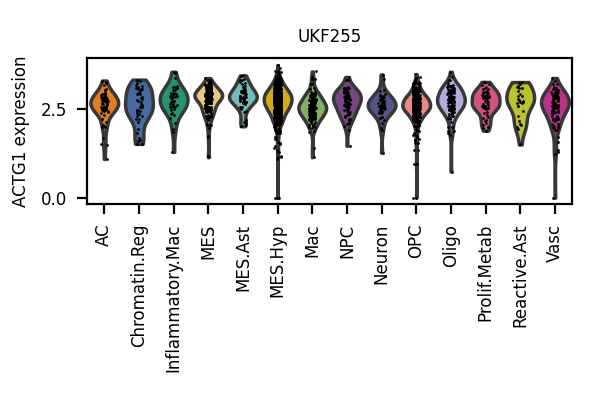 UKF255
ACTG1 expression
2.5
0.0
AC
Chromatin.Reg
Inflammatory.Mac
MES
MES.Ast
MES.Hyp
Mac
NPC
Neuron
OPC
Oligo
Prolif.Metab
Reactive.Ast
Vasc